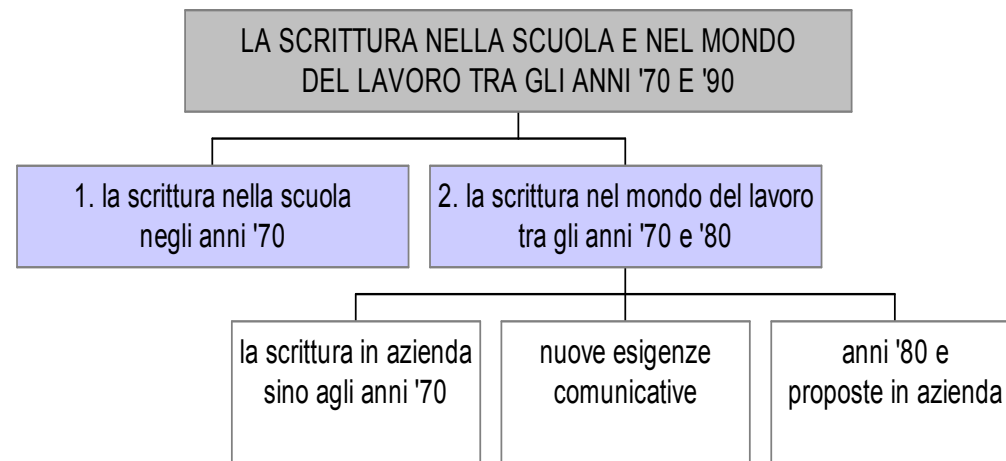 LA SCRITTURA NELLA SCUOLA E NEL MONDO
DEL LAVORO TRA GLI ANNI '70 E '90
1. la scrittura nella scuola
negli anni '70
2. la scrittura nel mondo del lavoro
tra gli anni '70 e '80
la scrittura in azienda
sino agli anni '70
nuove esigenze
comunicative
anni '80 e
proposte in azienda